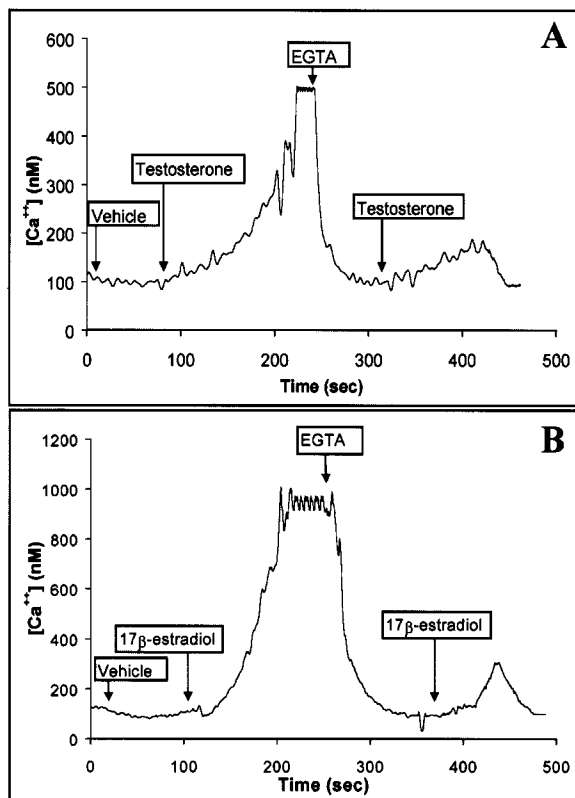 A
EGTA
Testosterone
Vehicle
Testosterone
[Ca++] (nM)
600
500
400
300
200
100
0
0 100 200 300 400 500
Time (sec)
B
EGTA
17β-estradiol
Vehicle
17β-estradiol
[Ca++] (nM)
1200
1000
800
600
400
200
0
0 100 200 300 400 500
Time (sec)